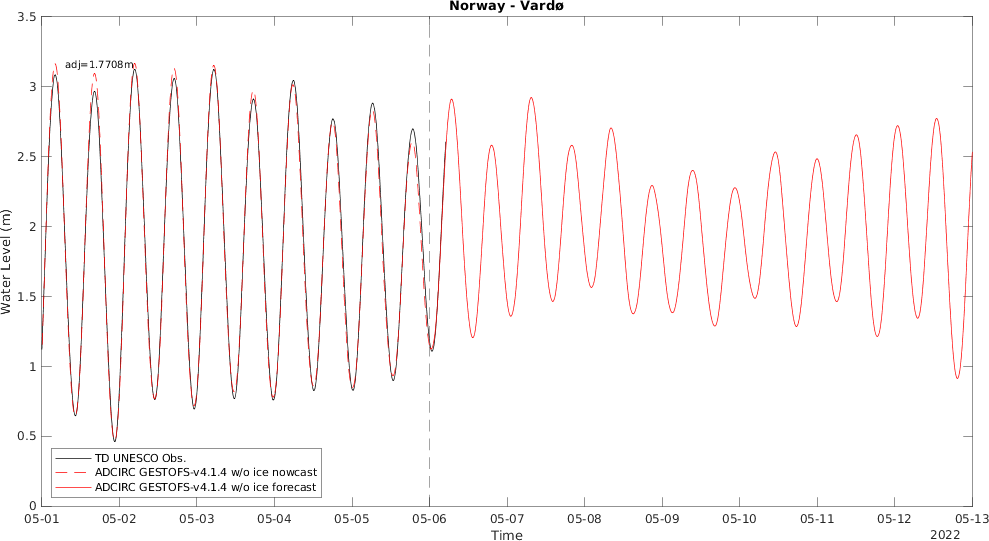 Norway - Vardø
adj=1.7708m
3.5
3
2.5
2
1.5
1
0.5
0
Water Level (m)
TD UNESCO Obs.
ADCIRC GESTOFS-v4.1.4 w/o ice nowcast
ADCIRC GESTOFS-v4.1.4 w/o ice forecast
05-01 05-02 05-03 05-04 05-05 05-06 05-07 05-08 05-09 05-10 05-11 05-12 05-13
Time
2022